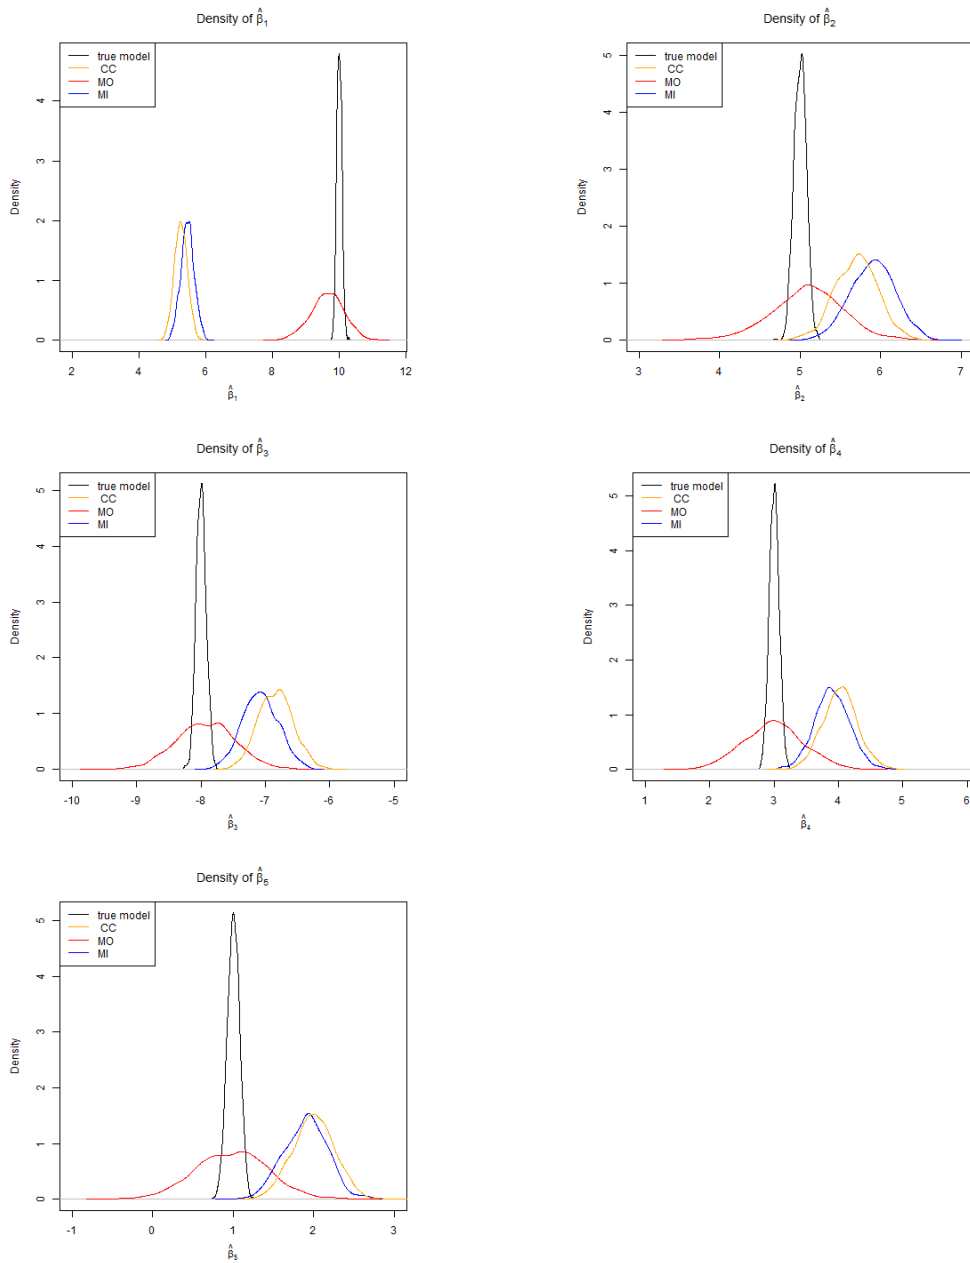 Density of β̂₁
true model
CC
MO
MI
Density
0 1 2 3 4
2 4 6 8 10 12
β̂₁
Density of β̂₂
true model
CC
MO
MI
Density
0 1 2 3 4 5
3 4 5 6 7
β̂₂
Density of β̂₃
true model
CC
MO
MI
Density
0 1 2 3 4 5
-10 -9 -8 -7 -6 -5
β̂₃
Density of β̂₄
true model
CC
MO
MI
Density
0 1 2 3 4 5
1 2 3 4 5 6
β̂₄
Density of β̂₅
true model
CC
MO
MI
Density
0 1 2 3 4 5
-1 0 1 2 3
β̂₅